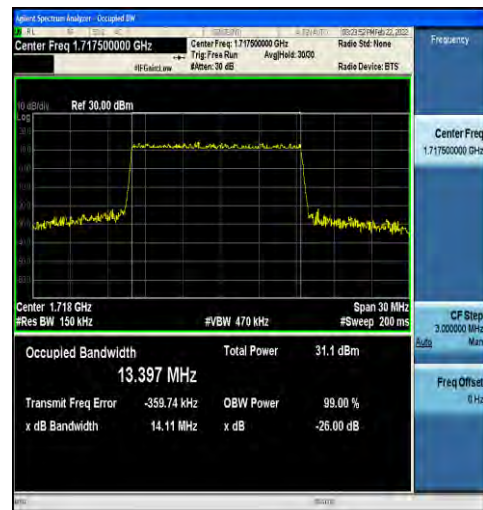 Agilent Spectrum Analyzer - Occupied BW
Center Freq 1.717500000 GHz
Center Freq: 1.717500000 GHz
Radio Std: None
Trig: Free Run
Avg|Hold: 30/30
#IFGain:Low
#Atten: 30 dB
Radio Device: BTS
Frequency
10 dB/div
Ref 30.00 dBm
Log
Center Freq
1.717500000 GHz
Center 1.718 GHz
Span 30 MHz
#Res BW 150 kHz
#VBW 470 kHz
#Sweep 200 ms
CF Step
3.000000 MHz
Auto
Man
Occupied Bandwidth
Total Power
31.1 dBm
13.397 MHz
Freq Offset
0 Hz
Transmit Freq Error
-359.74 kHz
OBW Power
99.00 %
x dB Bandwidth
14.11 MHz
x dB
-26.00 dB